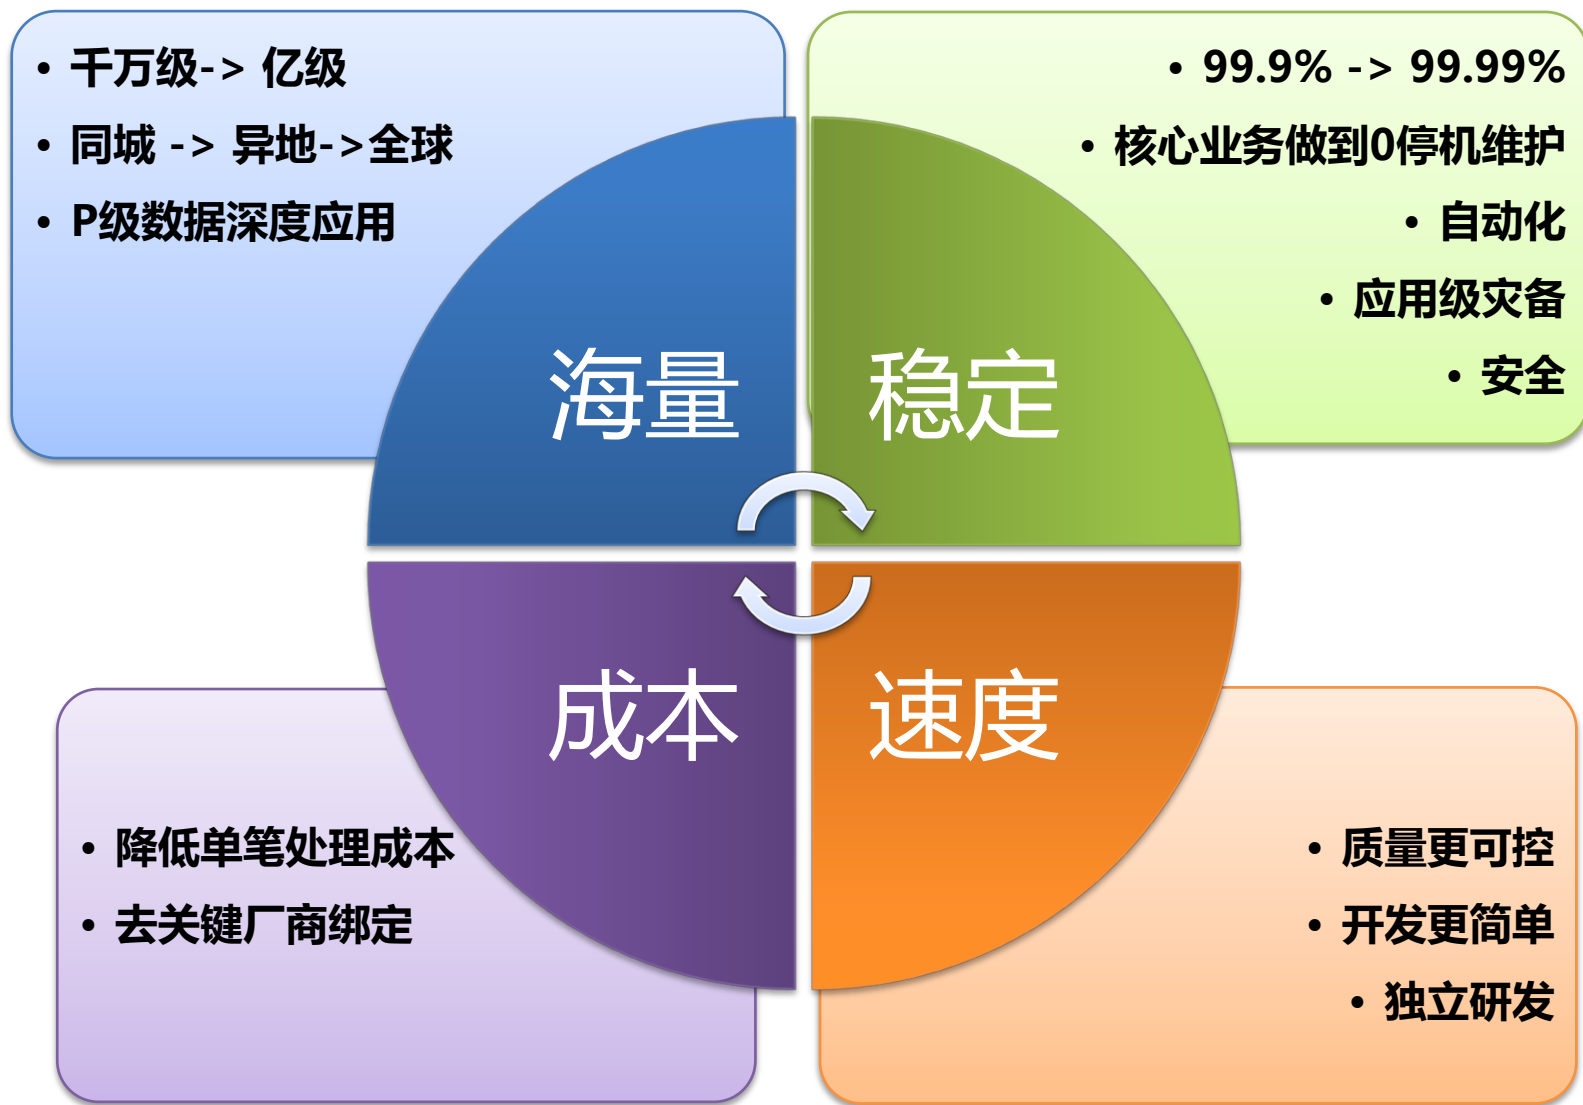 • 千万级-> 亿级
• 同城 -> 异地->全球
• P级数据深度应用
• 99.9% -> 99.99%
• 核心业务做到0停机维护
• 自动化
• 应用级灾备
• 安全
海量
稳定
成本
速度
• 降低单笔处理成本
• 去关键厂商绑定
• 质量更可控
• 开发更简单
• 独立研发